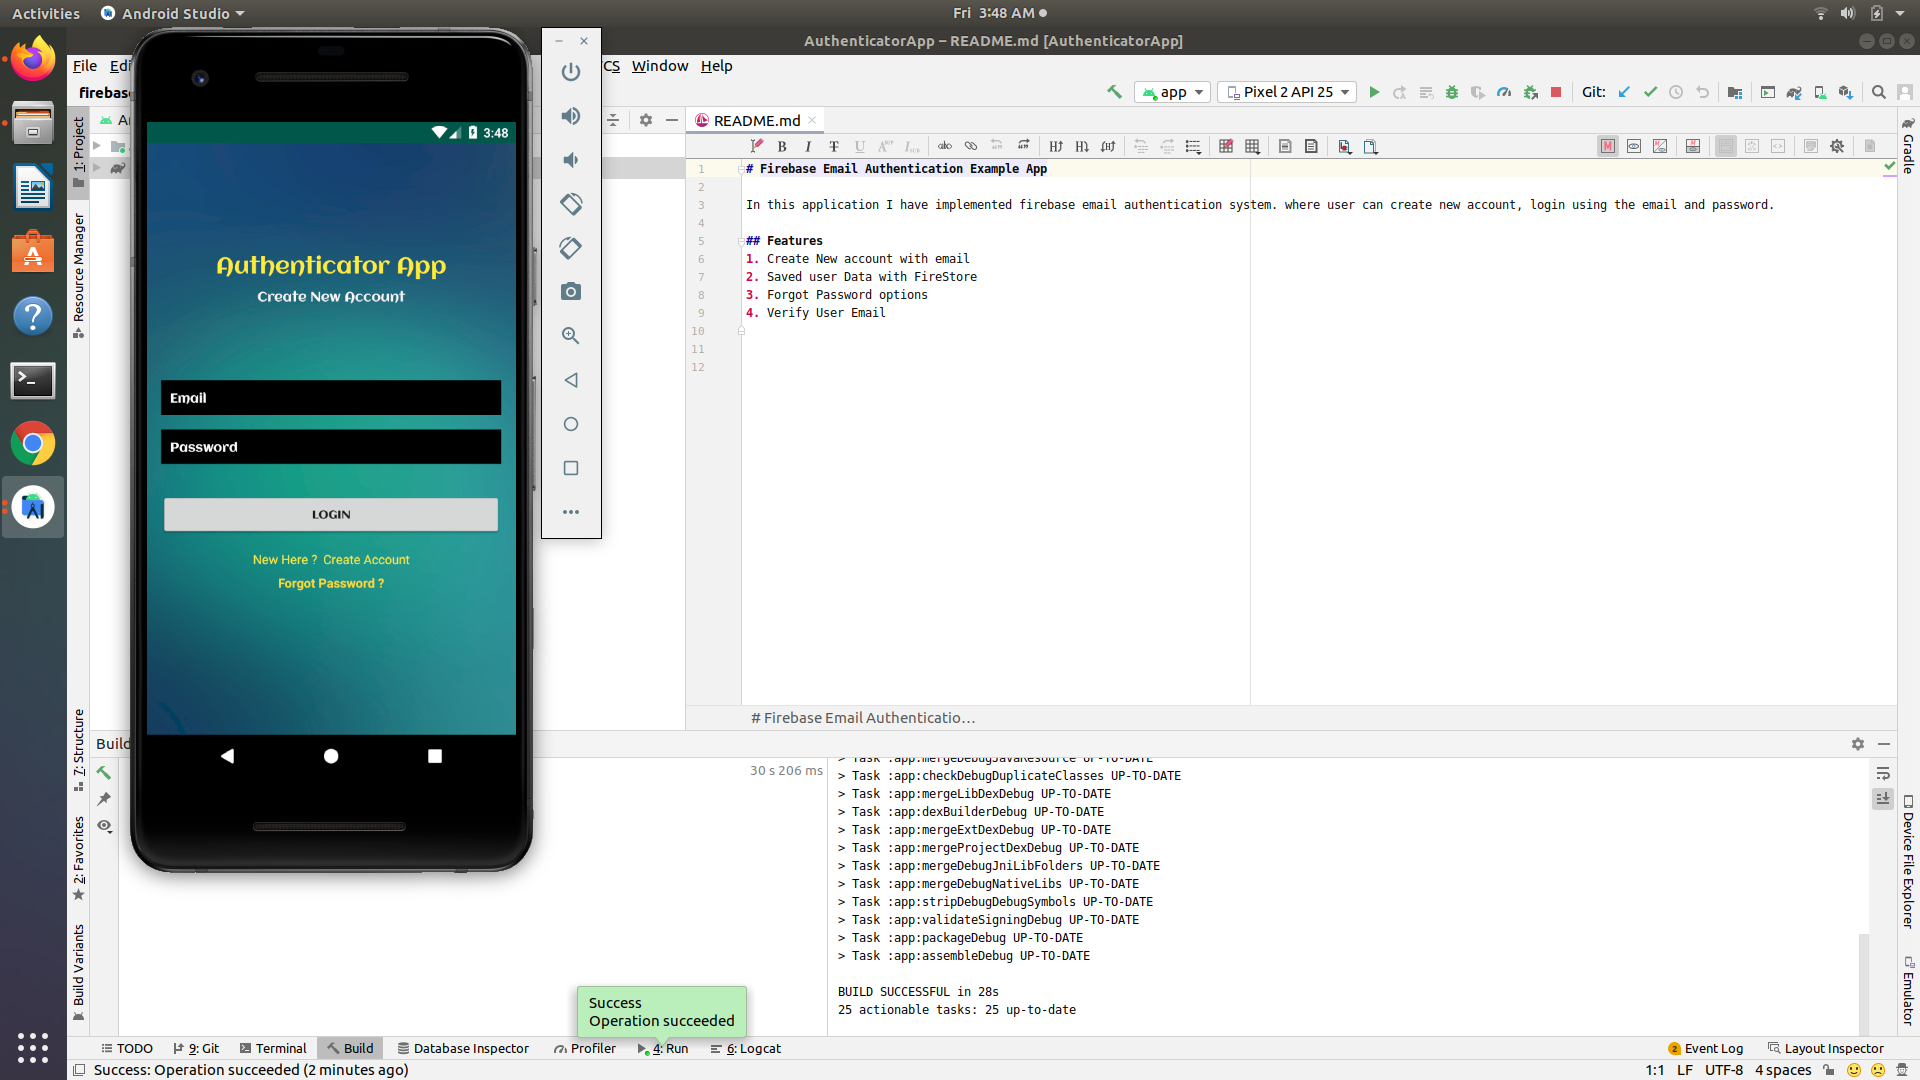 Activities
Android Studio
Fri 3:48 AM
AuthenticatorApp – README.md [AuthenticatorApp]
File
Window
Help
app
Pixel 2 API 25
Git:
README.md
3:48
Authenticator App
Create New Account
Email
Password
LOGIN
New Here ? Create Account
Forgot Password ?
1: Project
Resource Manager
7: Structure
2: Favorites
Build Variants
Gradle
Device File Explorer
Emulator
1 # Firebase Email Authentication Example App
2
3 In this application I have implemented firebase email authentication system. where user can create new account, login using the email and password.
4
5 ## Features
6 1. Create New account with email
7 2. Saved user Data with FireStore
8 3. Forgot Password options
9 4. Verify User Email
10
11
12
# Firebase Email Authenticatio…
Build
30 s 206 ms
> Task :app:mergeDebugJavaResource UP-TO-DATE
> Task :app:checkDebugDuplicateClasses UP-TO-DATE
> Task :app:mergeLibDexDebug UP-TO-DATE
> Task :app:dexBuilderDebug UP-TO-DATE
> Task :app:mergeExtDexDebug UP-TO-DATE
> Task :app:mergeProjectDexDebug UP-TO-DATE
> Task :app:mergeDebugJniLibFolders UP-TO-DATE
> Task :app:mergeDebugNativeLibs UP-TO-DATE
> Task :app:stripDebugDebugSymbols UP-TO-DATE
> Task :app:validateSigningDebug UP-TO-DATE
> Task :app:packageDebug UP-TO-DATE
> Task :app:assembleDebug UP-TO-DATE
BUILD SUCCESSFUL in 28s
25 actionable tasks: 25 up-to-date
Success
Operation succeeded
TODO
9: Git
Terminal
Build
Database Inspector
Profiler
4: Run
6: Logcat
2 Event Log
Layout Inspector
Success: Operation succeeded (2 minutes ago)
1:1 LF UTF-8 4 spaces